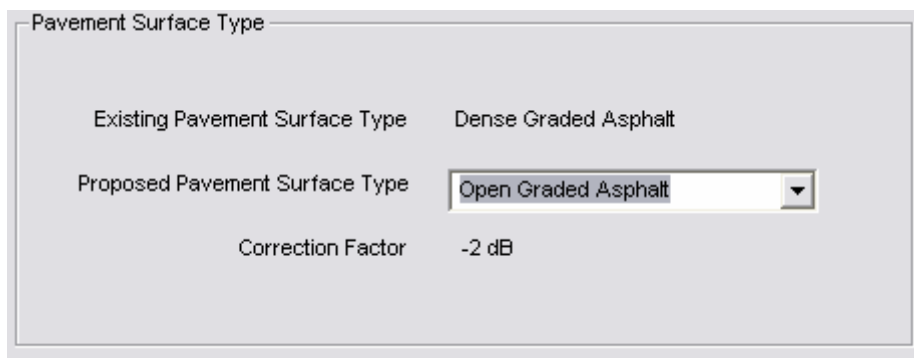 Pavement Surface Type
Existing Pavement Surface Type Dense Graded Asphalt
Proposed Pavement Surface Type Open Graded Asphalt
Correction Factor -2 dB